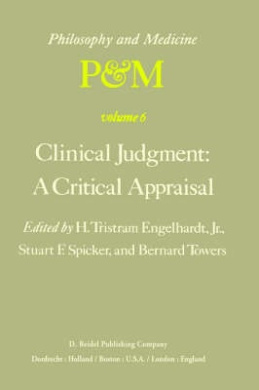 Philosophy and Medicine
P&M
volume 6
Clinical Judgment:
A Critical Appraisal
Edited by H. Tristram Engelhardt, Jr.,
Stuart F. Spicker, and Bernard Towers
D. Reidel Publishing Company
Dordrecht : Holland / Boston : U.S.A. / London : England